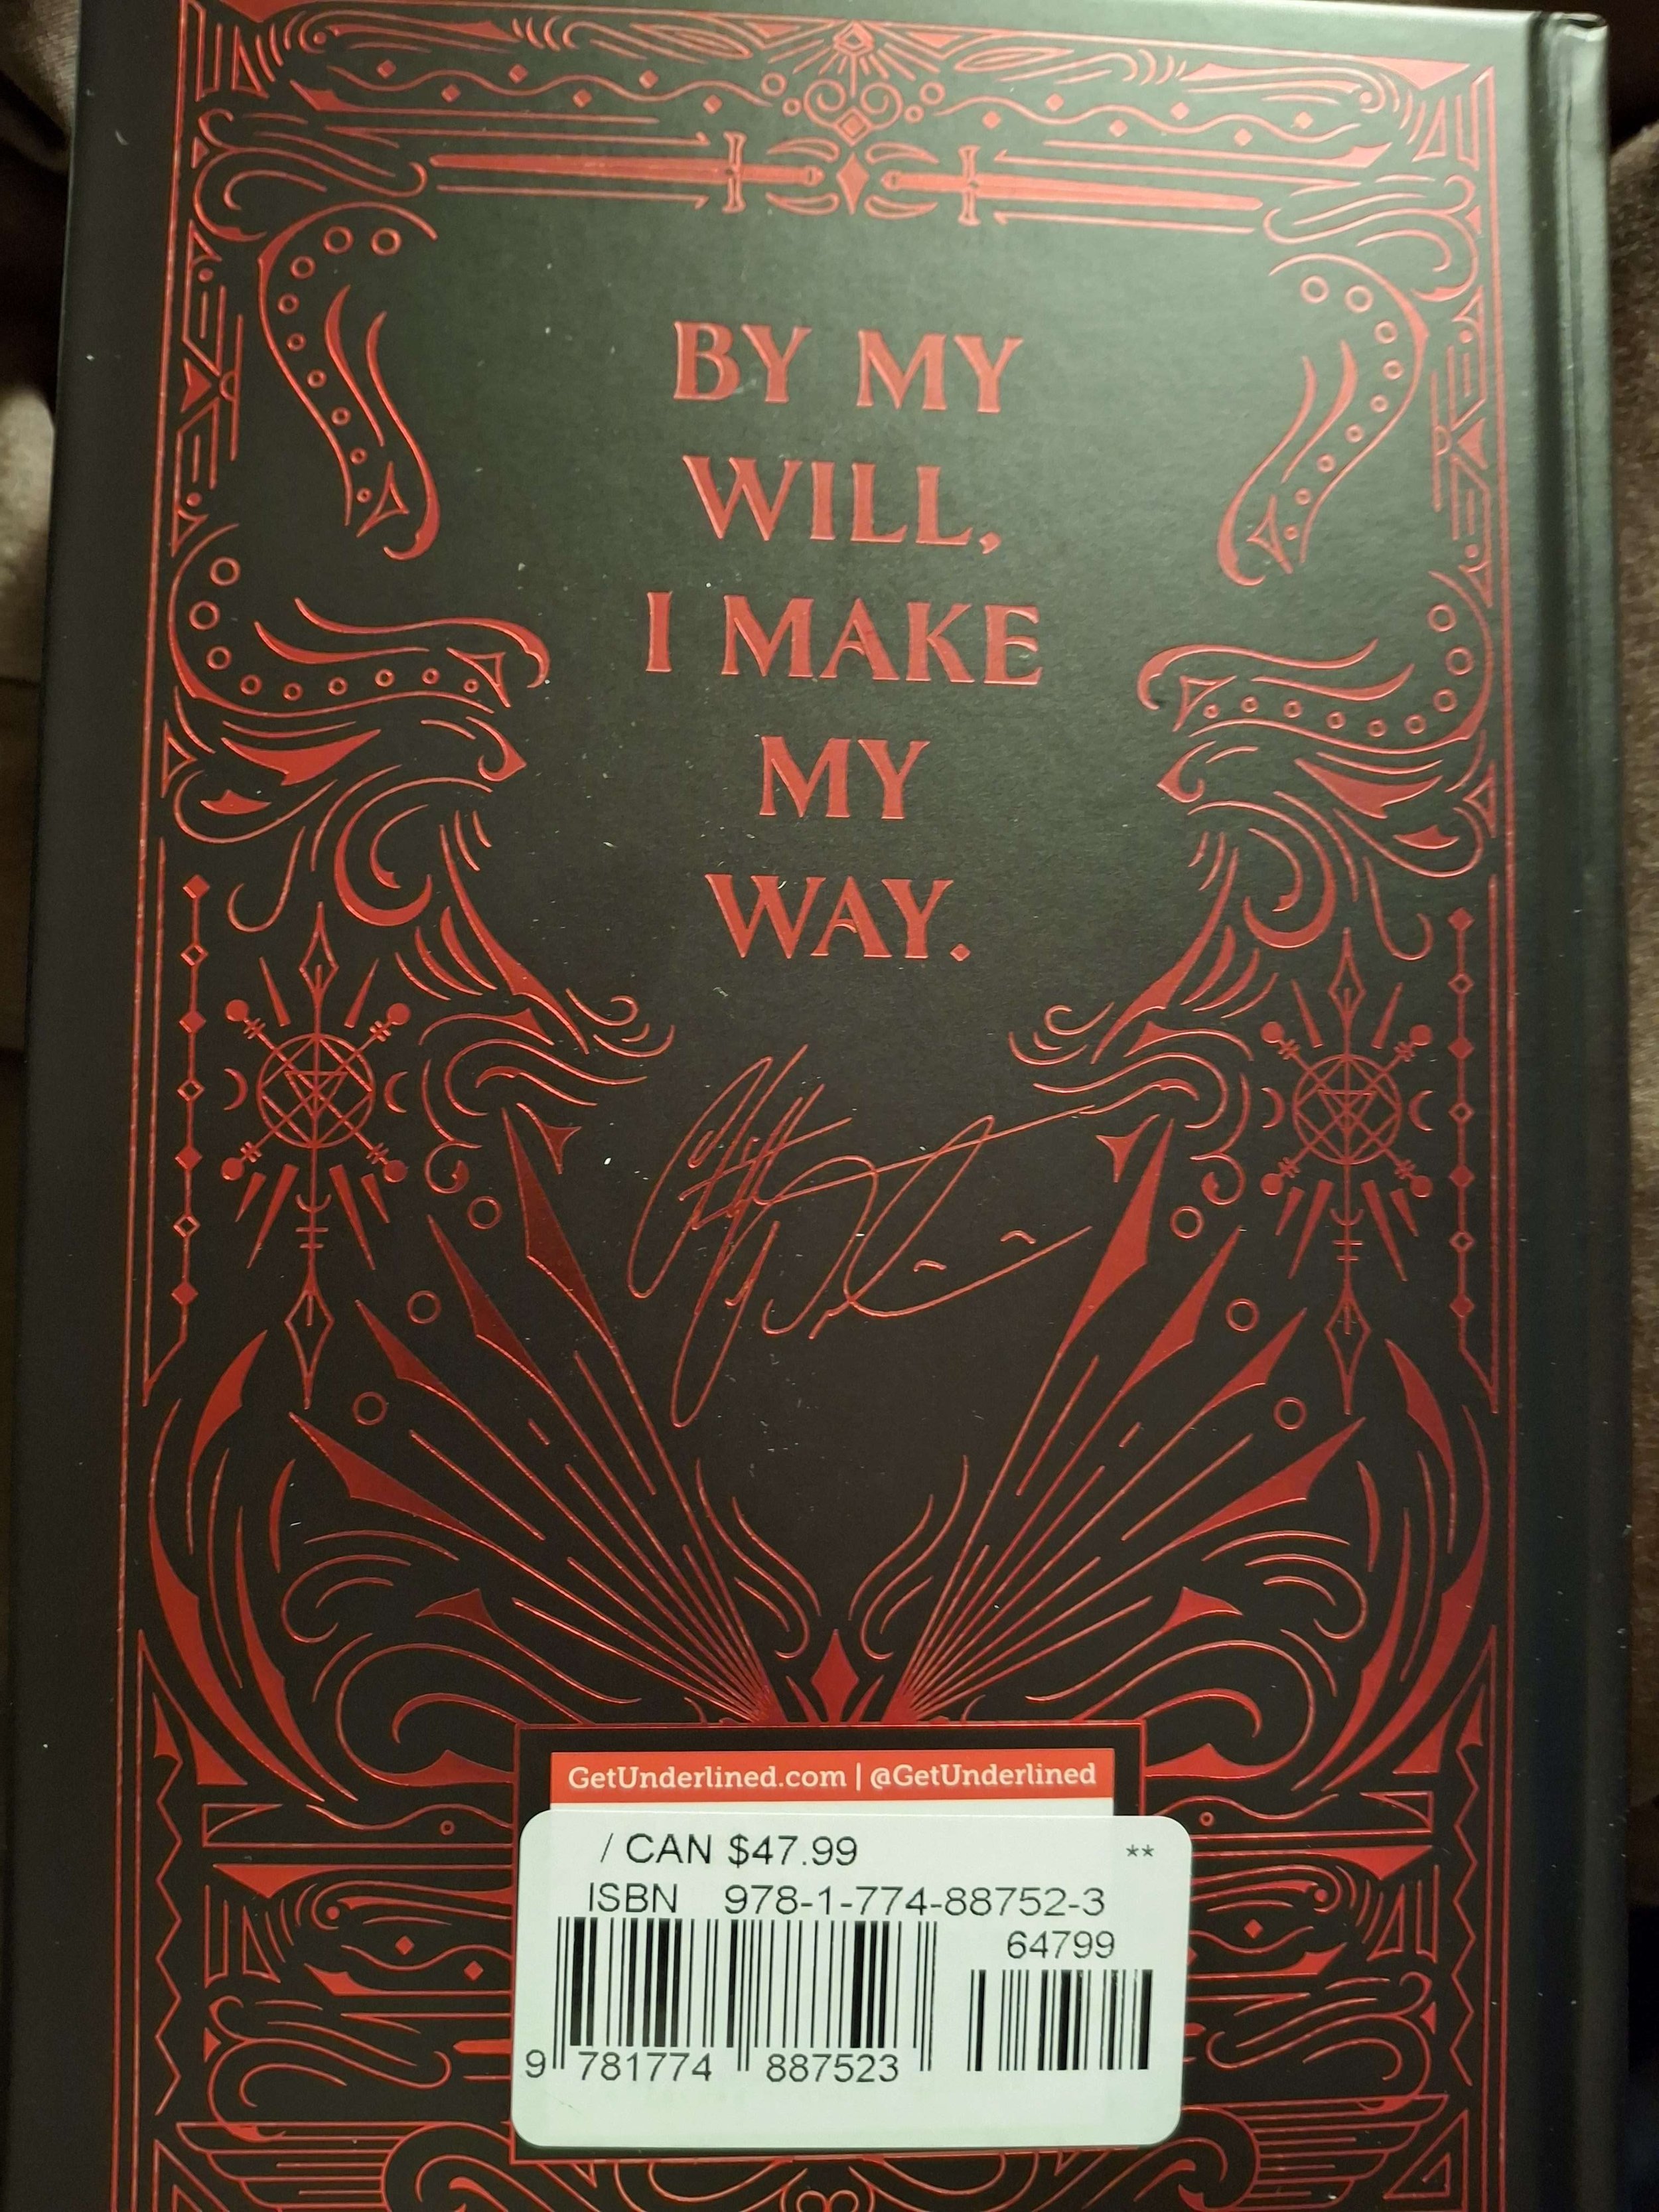 BY MY
WILL,
I MAKE
MY
WAY.
GetUnderlined.com | @GetUnderlined
/ CAN $47.99 **
ISBN 978-1-774-88752-3
64799
9 781774 887523